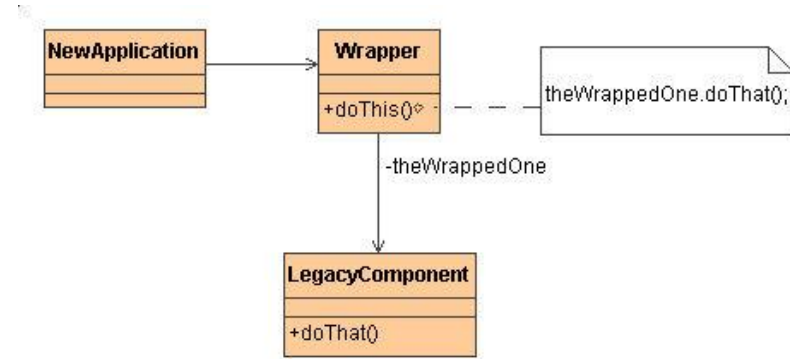 NewApplication
Wrapper
+doThis()
theWrappedOne.doThat();
-theWrappedOne
LegacyComponent
+doThat()